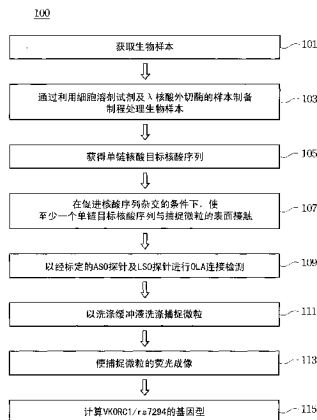 100
获取生物样本
101
通过利用细胞溶剂试剂及λ核酸外切酶的样本制备
制程处理生物样本
103
获得单链核酸目标核酸序列
105
在促进核酸序列杂交的条件下，使
至少一个单链目标核酸序列与捕捉微粒的表面接触
107
以经标定的ASO探针及LSO探针进行OLA连接检测
109
以洗涤缓冲液洗涤捕捉微粒
111
使捕捉微粒的荧光成像
113
计算VKORC1/rs7294的基因型
115